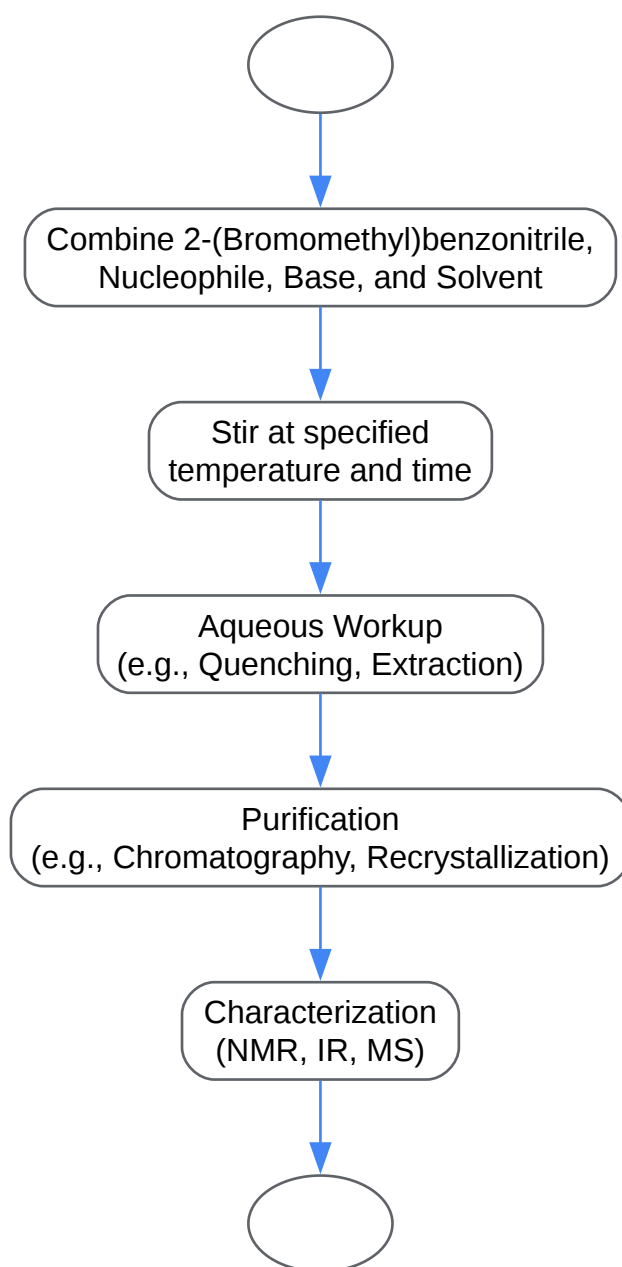 Combine 2-(Bromomethyl)benzonitrile,
Nucleophile, Base, and Solvent
Stir at specified
temperature and time
Aqueous Workup
(e.g., Quenching, Extraction)
Purification
(e.g., Chromatography, Recrystallization)
Characterization
(NMR, IR, MS)